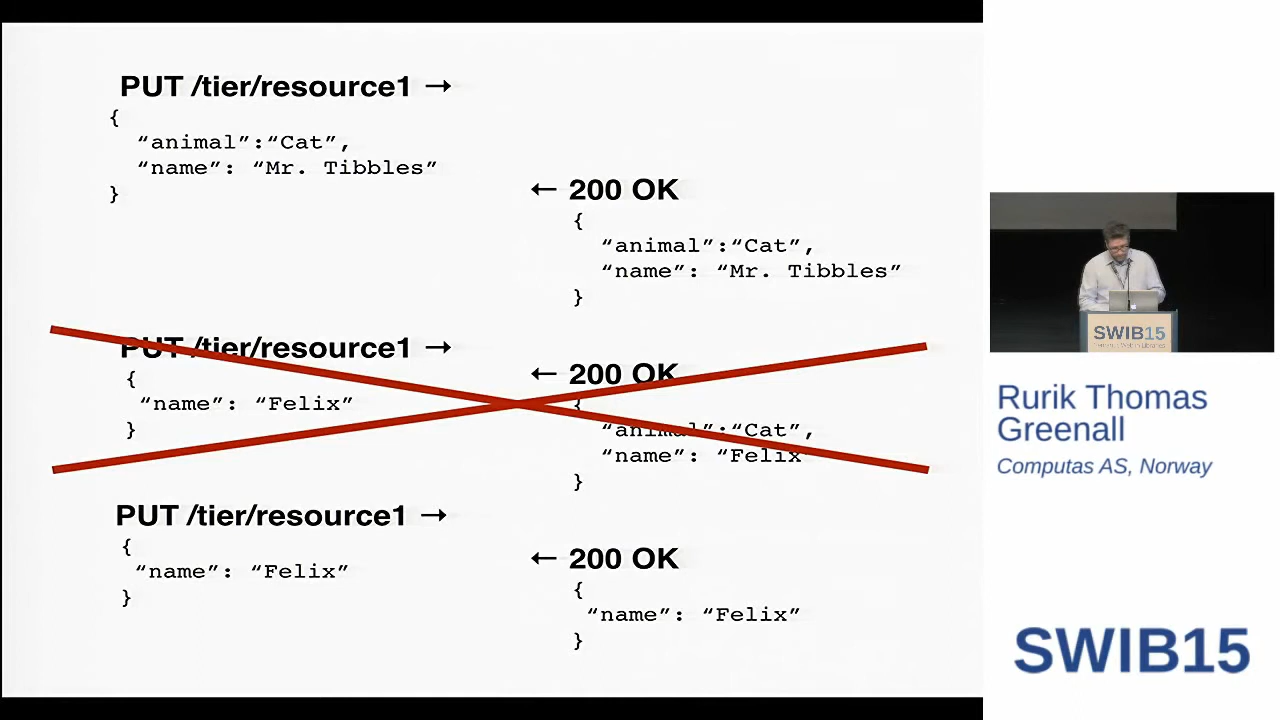 PUT /tier/resource1 →
{
“animal”:“Cat”,
“name”: “Mr. Tibbles”
}
← 200 OK
{
“animal”:“Cat”,
“name”: “Mr. Tibbles”
}
PUT /tier/resource1 →
{
“name”: “Felix”
}
← 200 OK
{
“animal”:“Cat”,
“name”: “Felix
}
PUT /tier/resource1 →
{
“name”: “Felix”
}
← 200 OK
{
“name”: “Felix”
}
SWIB15
Rurik Thomas
Greenall
Computas AS, Norway
SWIB15